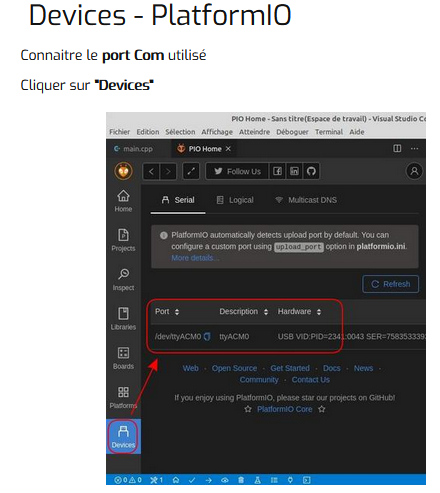 Devices - PlatformIO
Connaitre le port Com utilisé
Cliquer sur "Devices"
PIO Home - Sans titre(Espace de travail) - Visual Studio Co
Fichier Edition Sélection Affichage Atteindre Déboguer Terminal Aide
main.cpp PIO Home
Follow Us
Home
Serial Logical Multicast DNS
Projects
PlatformIO automatically detects upload port by default. You can
configure a custom port using upload_port option in platformio.ini.
More details...
Inspect
Refresh
Libraries
Port Description Hardware
/dev/ttyACM0 ttyACM0 USB VID:PID=2341:0043 SER=7583533392
Boards
Web · Open Source · Get Started · Docs · News ·
Community · Contact Us
Platforms
If you enjoy using PlatformIO, please star our projects on GitHub!
PlatformIO Core
Devices
0 0 1